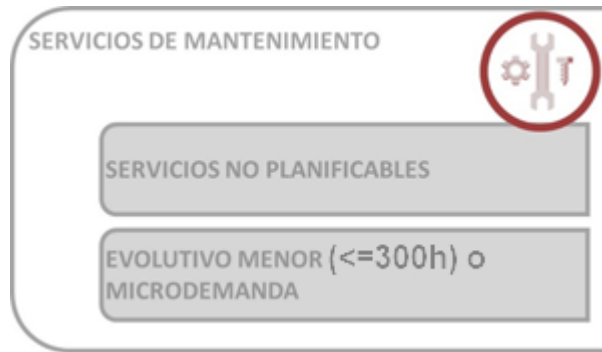 SERVICIOS DE MANTENIMIENTO
SERVICIOS NO PLANIFICABLES
EVOLUTIVO MENOR (<=300h) o
MICRODEMANDA